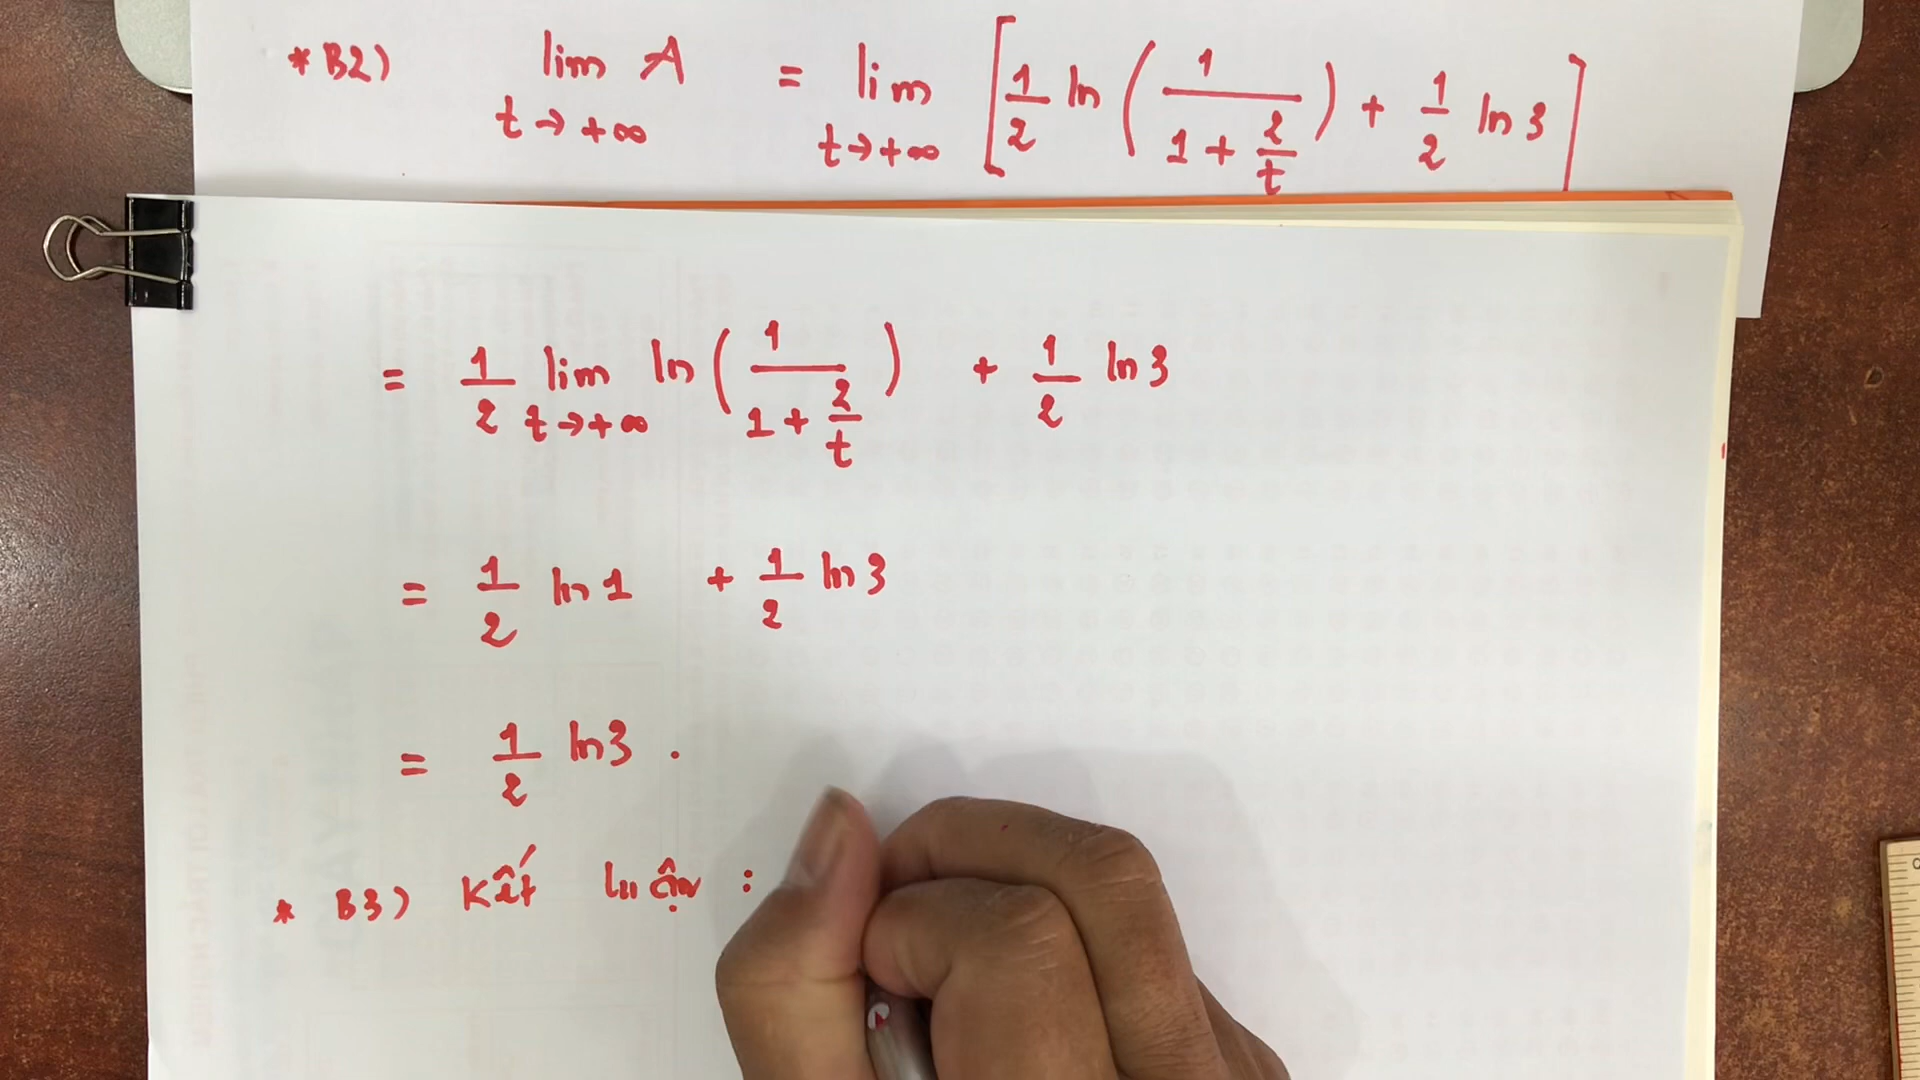 * B2) lim A = lim [ 1/2 ln ( 1 / (1 + 2/t) ) + 1/2 ln 3 ]
t → +∞ t → +∞
= 1/2 lim ln ( 1 / (1 + 2/t) ) + 1/2 ln 3
t → +∞
= 1/2 ln 1 + 1/2 ln 3
= 1/2 ln 3 .
* B3) Kết luận :